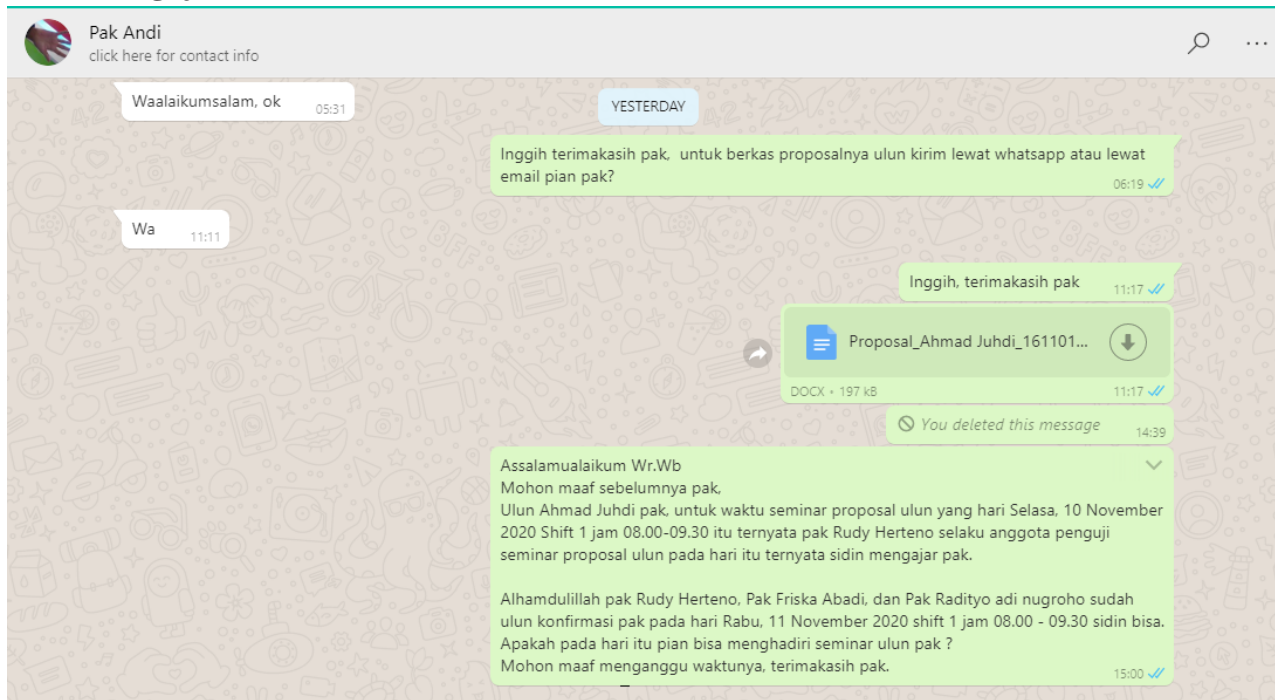 Pak Andi
click here for contact info
Waalaikumsalam, ok 05:31
YESTERDAY
Inggih terimakasih pak, untuk berkas proposalnya ulun kirim lewat whatsapp atau lewat
email pian pak?
06:19
Wa 11:11
Inggih, terimakasih pak 11:17
Proposal_Ahmad Juhdi_161101...
DOCX • 197 kB 11:17
You deleted this message 14:39
Assalamualaikum Wr.Wb
Mohon maaf sebelumnya pak,
Ulun Ahmad Juhdi pak, untuk waktu seminar proposal ulun yang hari Selasa, 10 November
2020 Shift 1 jam 08.00-09.30 itu ternyata pak Rudy Herteno selaku anggota penguji
seminar proposal ulun pada hari itu ternyata sidin mengajar pak.
Alhamdulillah pak Rudy Herteno, Pak Friska Abadi, dan Pak Radityo adi nugroho sudah
ulun konfirmasi pak pada hari Rabu, 11 November 2020 shift 1 jam 08.00 - 09.30 sidin bisa.
Apakah pada hari itu pian bisa menghadiri seminar ulun pak ?
Mohon maaf menganggu waktunya, terimakasih pak.
15:00